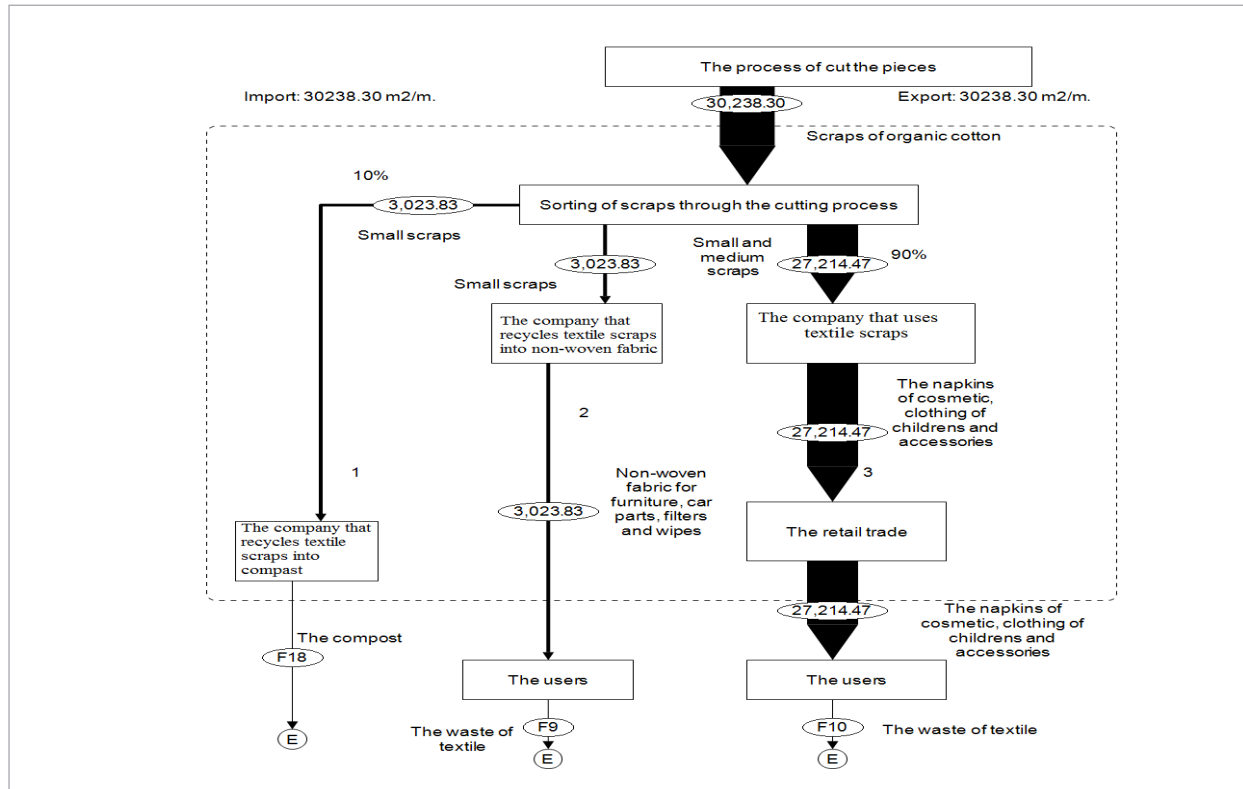 The process of cut the pieces
Import: 30238.30 m2/m.
30,238.30
Export: 30238.30 m2/m.
Scraps of organic cotton
10%
Sorting of scraps through the cutting process
3,023.83
Small scraps
3,023.83
Small scraps
Small and
medium
scraps
27,214.47
90%
The company that
recycles textile scraps
into non-woven fabric
The company that uses
textile scraps
2
The napkins
of cosmetic,
clothing of
childrens and
accessories
27,214.47
1
3
Non-woven
fabric for
furniture, car
parts, filters
and wipes
3,023.83
The company that
recycles textile
scraps into
compast
The retail trade
27,214.47
The napkins of
cosmetic, clothing of
childrens and
accessories
The compost
F18
The users
The users
E
The waste of
textile
F9
E
F10
The waste of textile
E